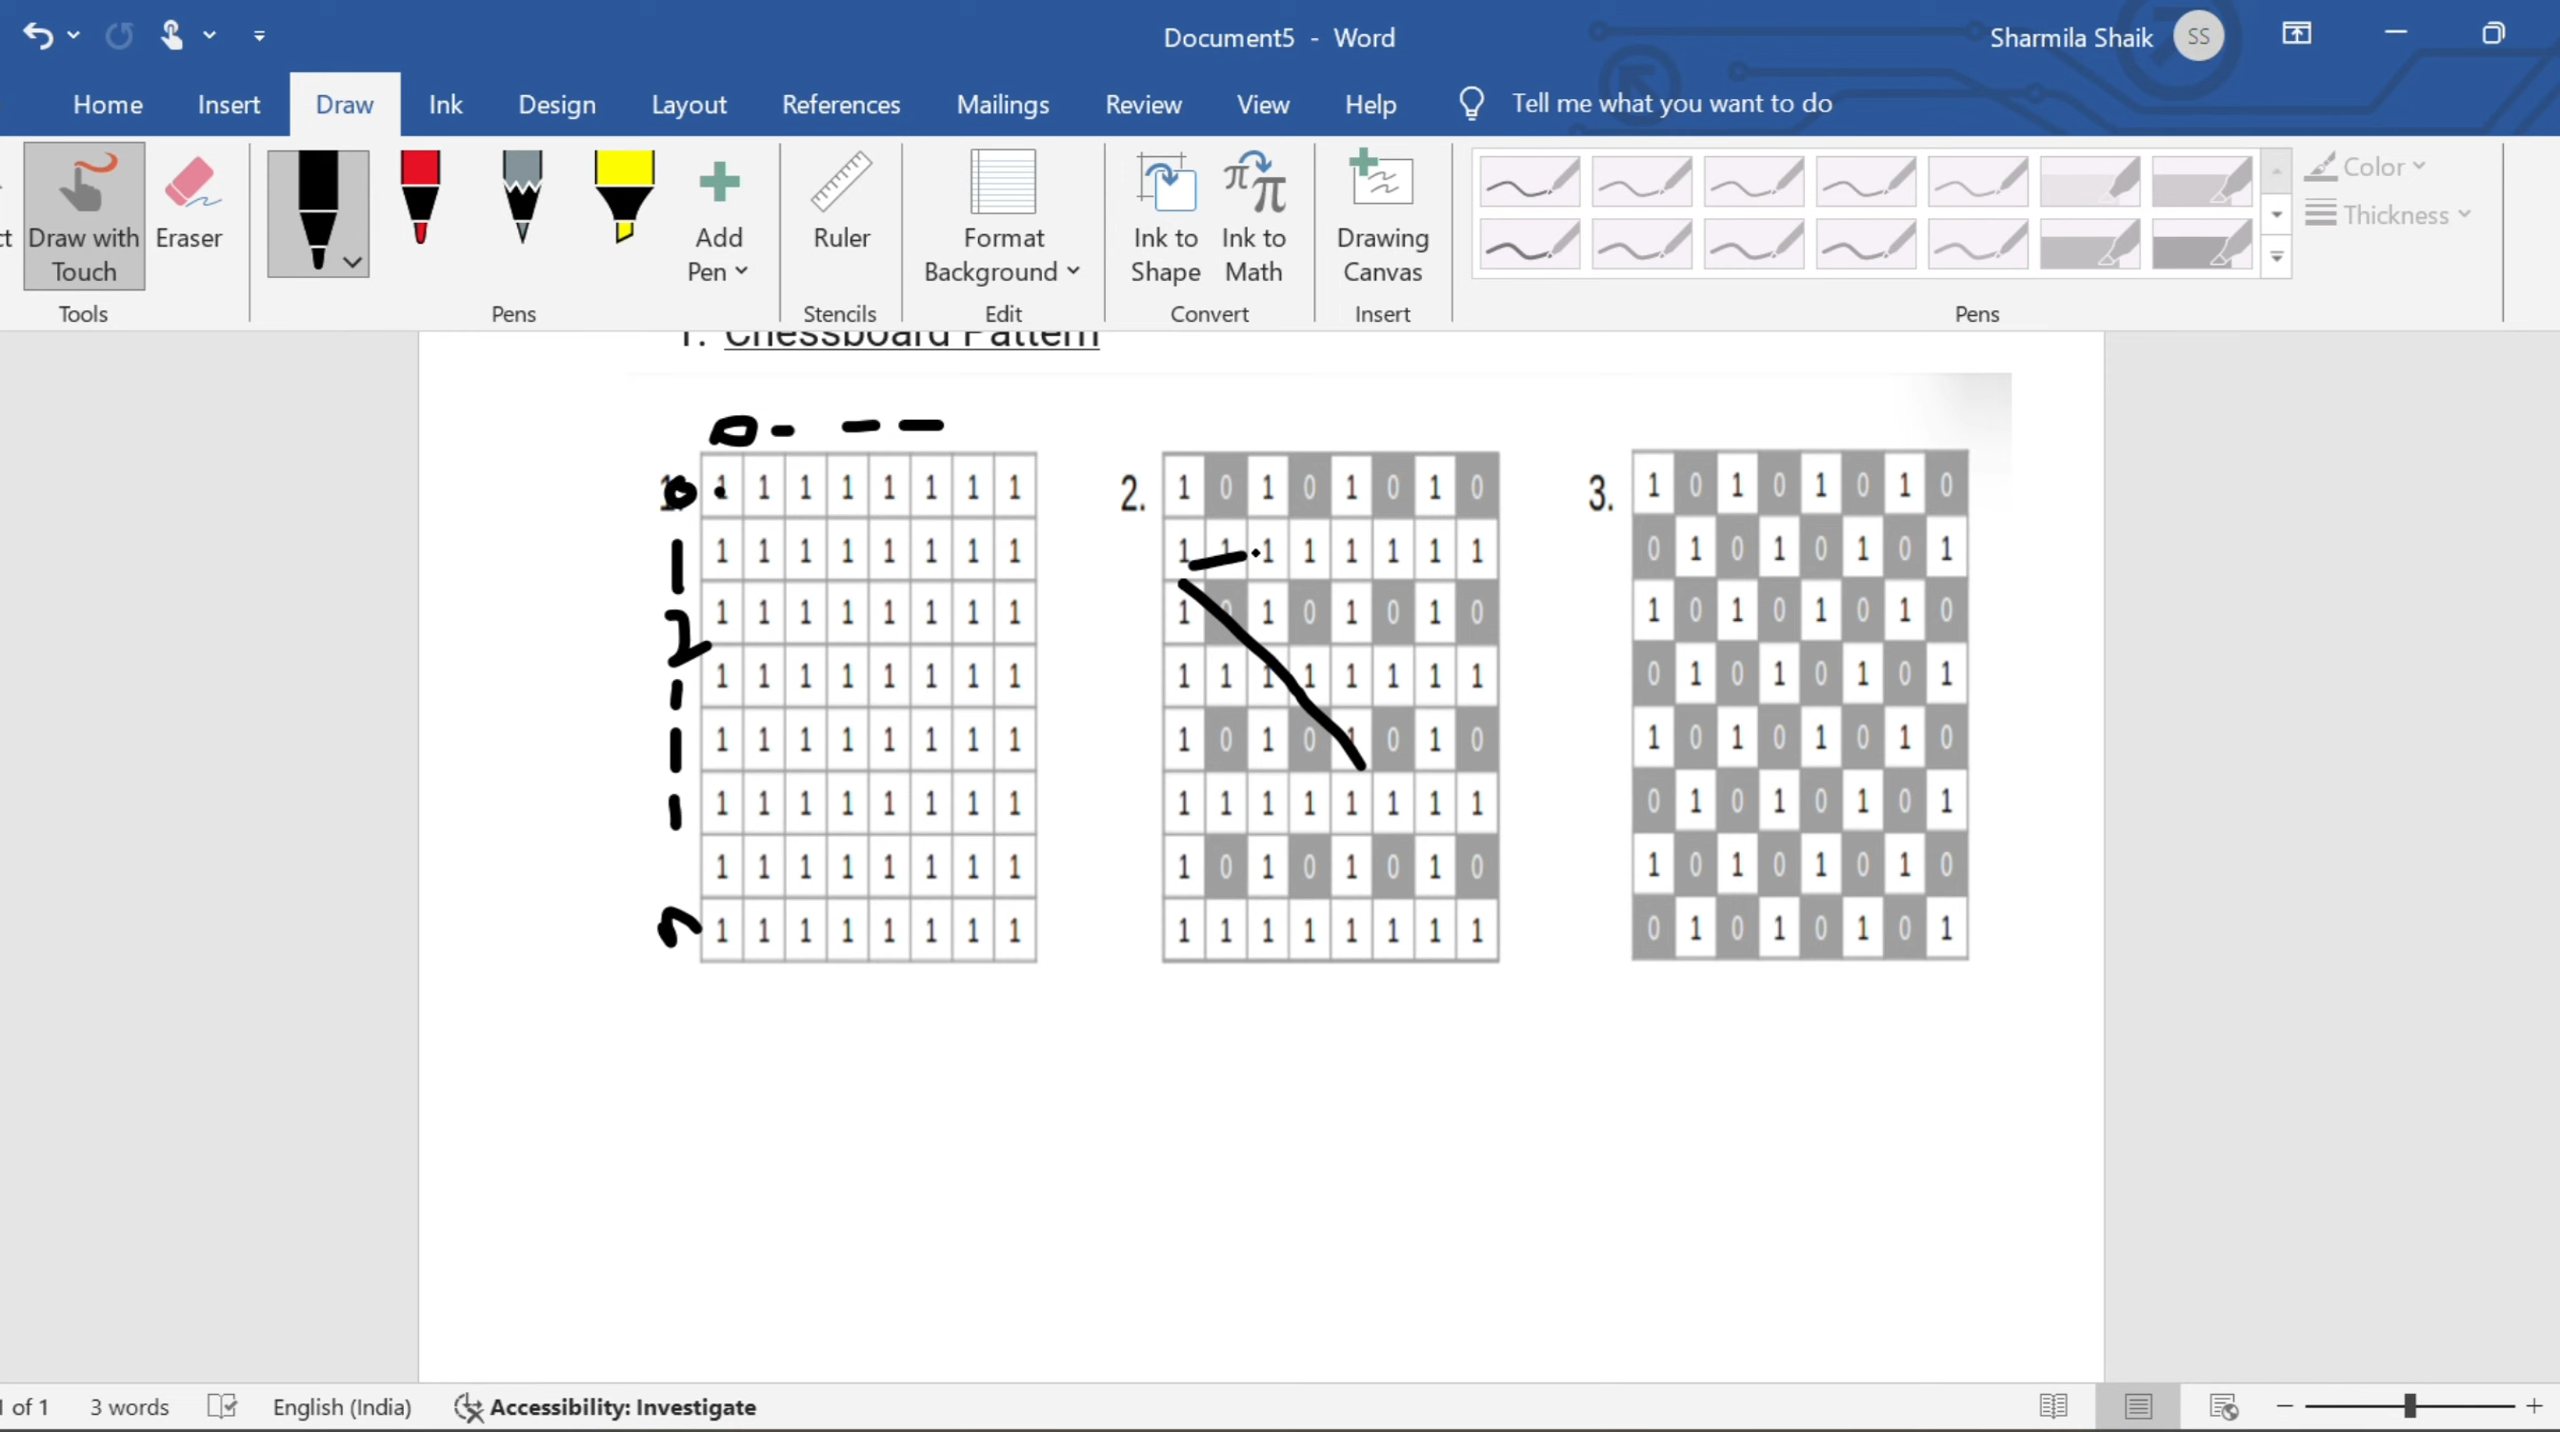 Document5 - Word
Sharmila Shaik SS
Home Insert Draw Ink Design Layout References Mailings Review View Help Tell me what you want to do
Draw with Touch
Eraser
Add Pen
Ruler
Format Background
Ink to Shape
Ink to Math
Drawing Canvas
Color
Thickness
Tools Pens Stencils Edit Convert Insert Pens
1. Chessboard Pattern
0
0 1 1 1 1 1 1 1 1
1 1 1 1 1 1 1 1 1
2 1 1 1 1 1 1 1 1
1 1 1 1 1 1 1 1
1 1 1 1 1 1 1 1
1 1 1 1 1 1 1 1
1 1 1 1 1 1 1 1
n 1 1 1 1 1 1 1 1
2. 1 0 1 0 1 0 1 0
1 1 1 1 1 1 1 1
1 0 1 0 1 0 1 0
1 1 1 1 1 1 1 1
1 0 1 0 1 0 1 0
1 1 1 1 1 1 1 1
1 0 1 0 1 0 1 0
1 1 1 1 1 1 1 1
3. 1 0 1 0 1 0 1 0
0 1 0 1 0 1 0 1
1 0 1 0 1 0 1 0
0 1 0 1 0 1 0 1
1 0 1 0 1 0 1 0
0 1 0 1 0 1 0 1
1 0 1 0 1 0 1 0
0 1 0 1 0 1 0 1
1 of 1 3 words English (India) Accessibility: Investigate